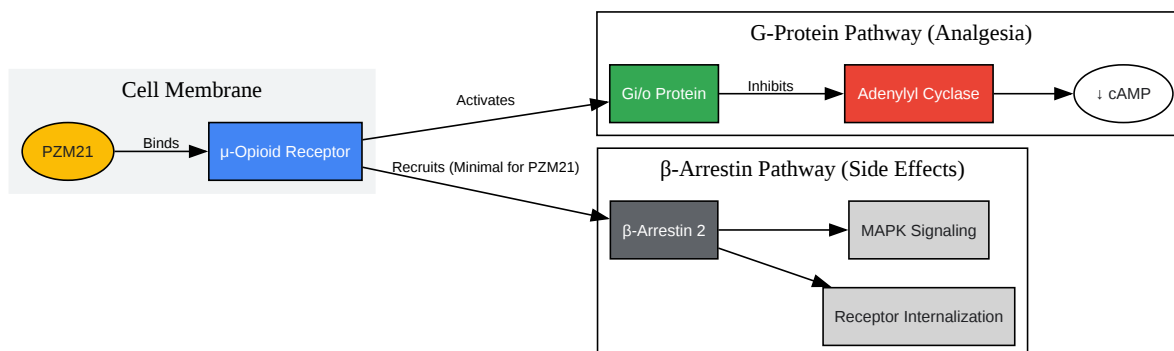 G-Protein Pathway (Analgesia)
Cell Membrane
PZM21
Binds
μ-Opioid Receptor
Activates
Gi/o Protein
Inhibits
Adenylyl Cyclase
↓ cAMP
Recruits (Minimal for PZM21)
β-Arrestin Pathway (Side Effects)
β-Arrestin 2
MAPK Signaling
Receptor Internalization